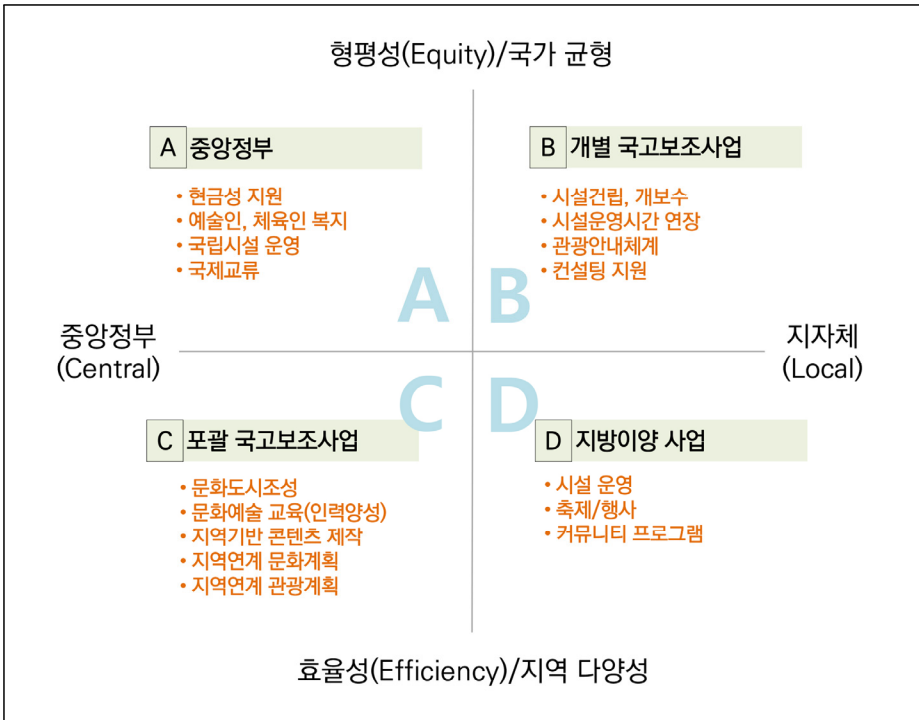 형평성(Equity)/국가 균형
A 중앙정부
• 현금성 지원
• 예술인, 체육인 복지
• 국립시설 운영
• 국제교류
B 개별 국고보조사업
• 시설건립, 개보수
• 시설운영시간 연장
• 관광안내체계
• 컨설팅 지원
A B
중앙정부
(Central)
지자체
(Local)
C D
C 포괄 국고보조사업
• 문화도시조성
• 문화예술 교육(인력양성)
• 지역기반 콘텐츠 제작
• 지역연계 문화계획
• 지역연계 관광계획
D 지방이양 사업
• 시설 운영
• 축제/행사
• 커뮤니티 프로그램
효율성(Efficiency)/지역 다양성